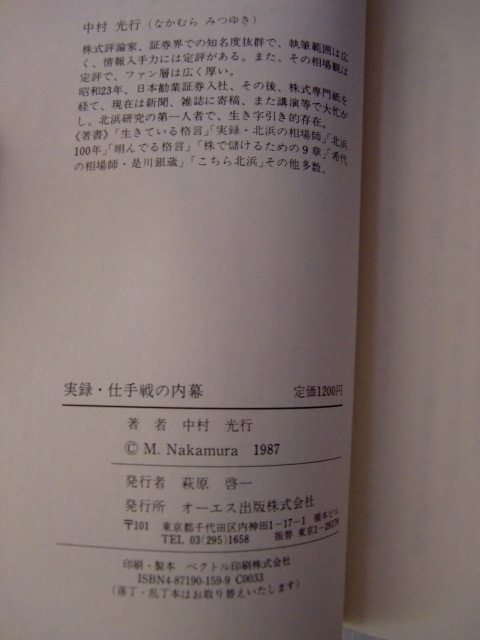 中村 光行(なかむら みつゆき)
株式評論家、証券界での知名度抜群で、執筆範囲は広
く、情報入手力には定評がある。また、その相場観は
定評で、ファン層は広く厚い。
昭和23年、日本勧業証券入社、その後、株式専門紙を
経て、現在は新聞、雑誌に寄稿、また講演等で大忙が
し。北浜研究の第一人者で、生き字引き的存在。
《著書》「生きている格言」「実録・北浜の相場師」「北浜
100年」「翔んでる格言」「株で儲けるための9章」「希代
の相場師・是川銀蔵」「こちら北浜」その他多数。
実録・仕手戦の内幕 定価1200円
著 者 中村 光行
© M. Nakamura 1987
発行者 萩原 啓一
発行所 オーエス出版株式会社
〒101 東京都千代田区内神田1-17-1 橋本ビル
TEL 03(295)1658 振替 東京1-28179
印刷・製本 ベクトル印刷株式会社
ISBN4-87190-159-9 C0033
(落丁・乱丁本はお取り替えいたします)